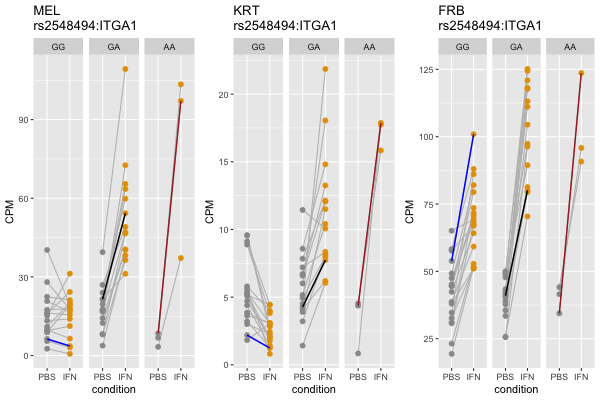 MEL
rs2548494:ITGA1
GG GA AA
CPM
90
60
30
0
PBS IFN PBS IFN PBS IFN
condition
KRT
rs2548494:ITGA1
GG GA AA
CPM
20
15
10
5
0
PBS IFN PBS IFN PBS IFN
condition
FRB
rs2548494:ITGA1
GG GA AA
CPM
125
100
75
50
25
PBS IFN PBS IFN PBS IFN
condition